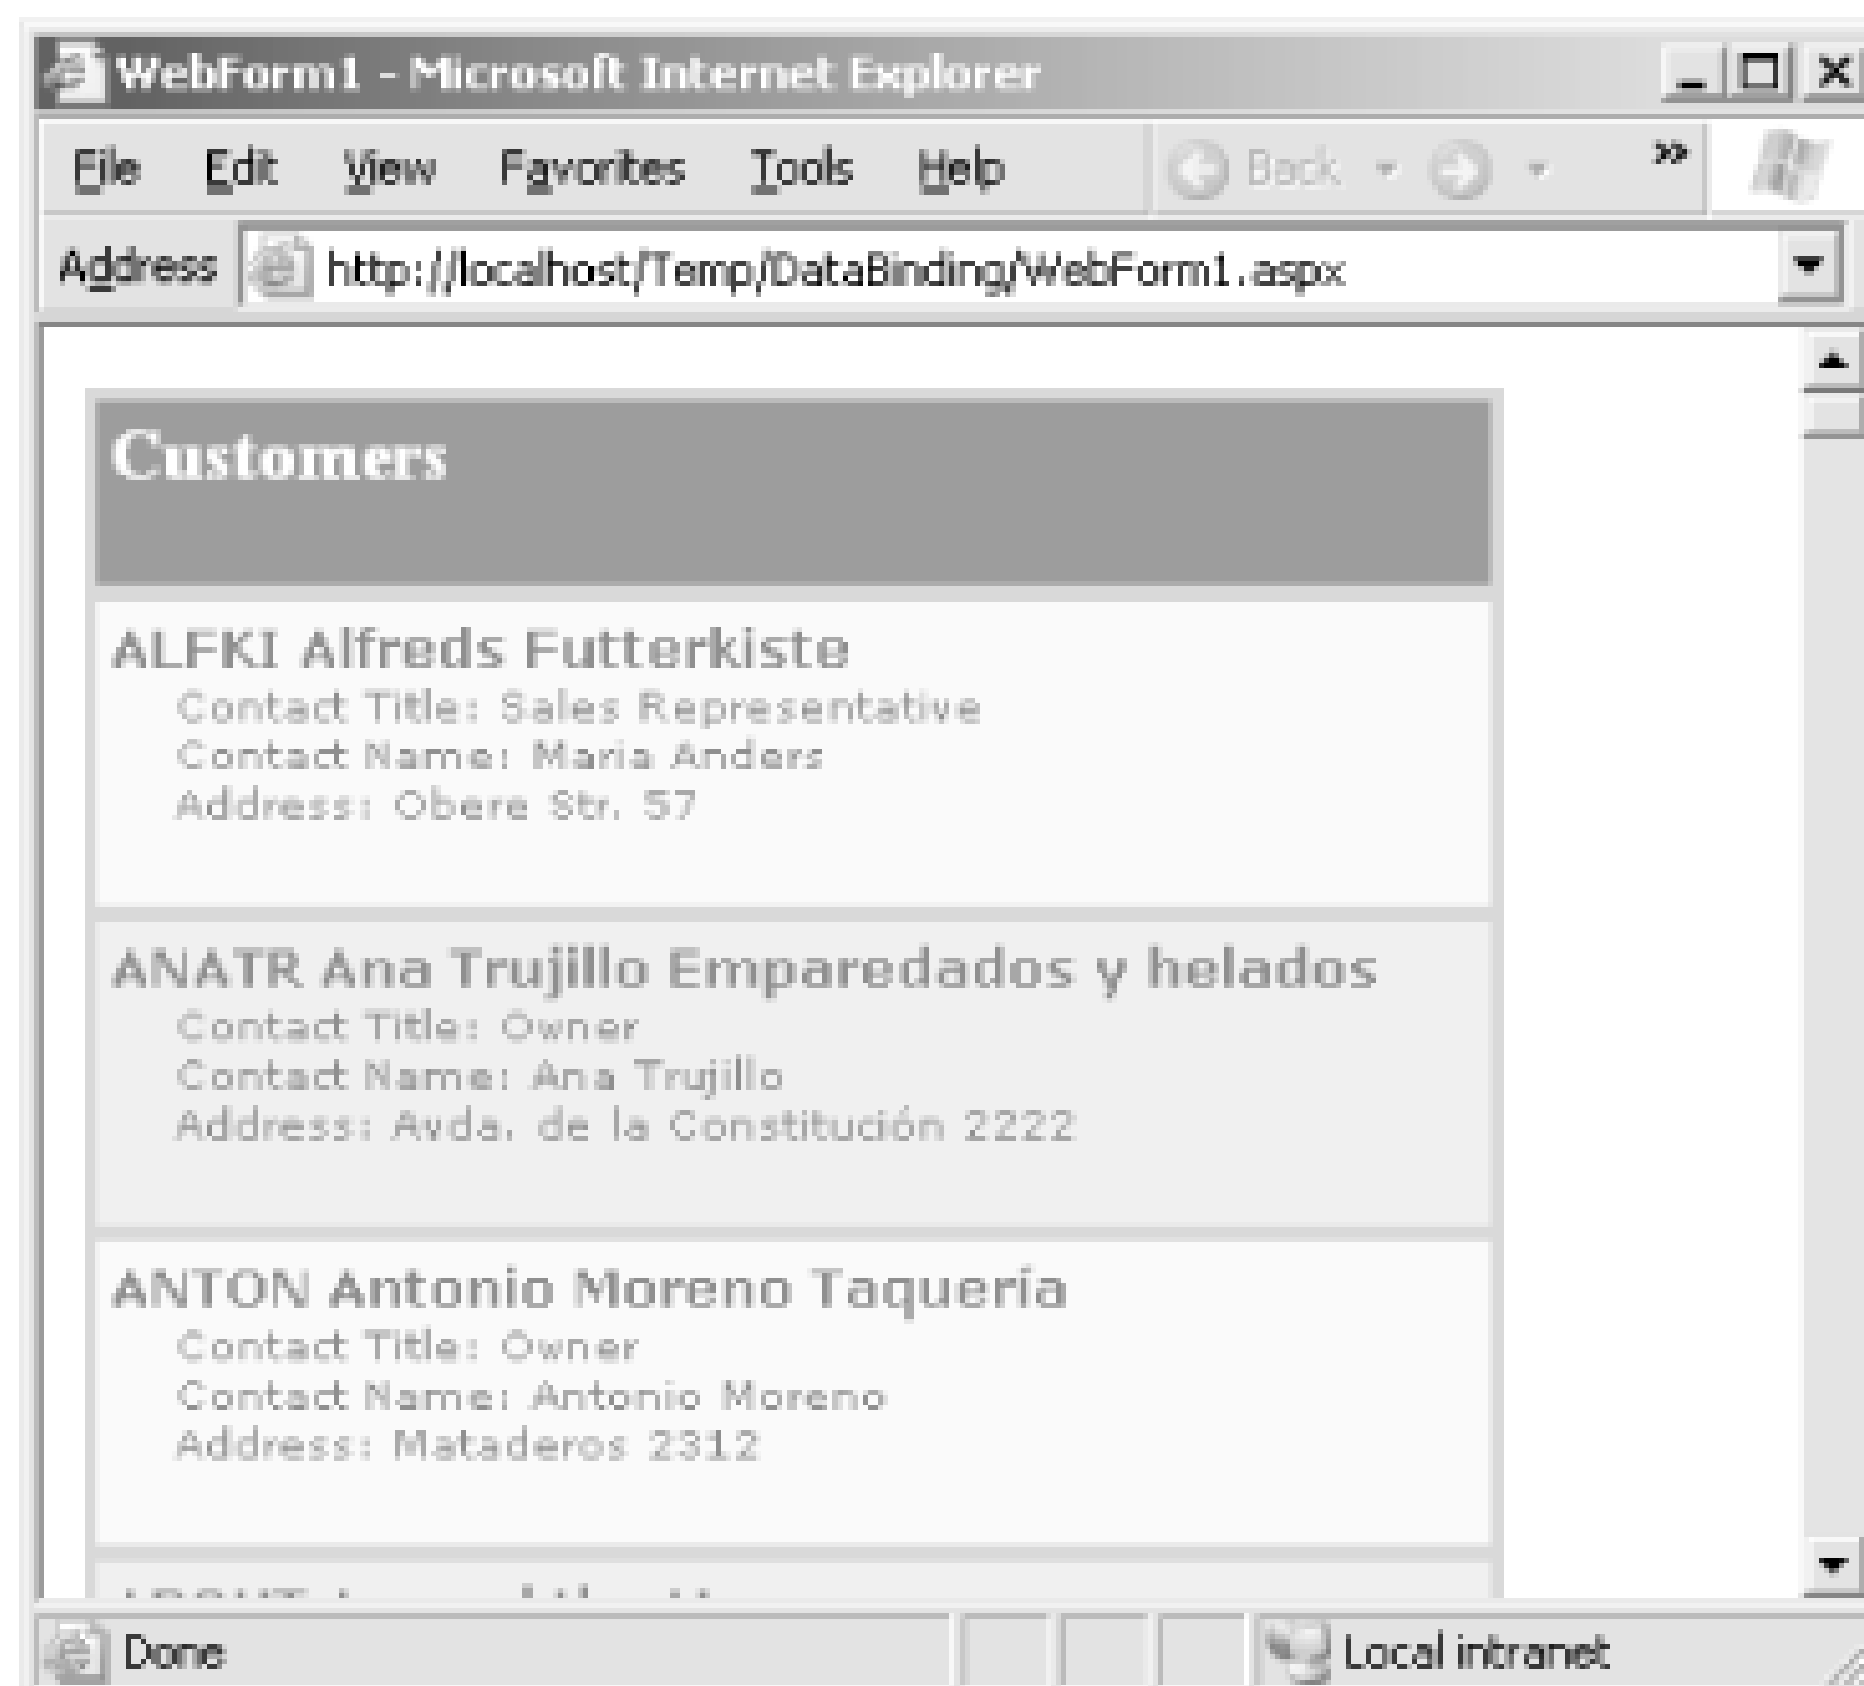 WebForm1 - Microsoft Internet Explorer
File Edit View Favorites Tools Help Back »
Address http://localhost/Temp/DataBinding/WebForm1.aspx
Customers
ALFKI Alfreds Futterkiste
Contact Title: Sales Representative
Contact Name: Maria Anders
Address: Obere Str. 57
ANATR Ana Trujillo Emparedados y helados
Contact Title: Owner
Contact Name: Ana Trujillo
Address: Avda. de la Constitución 2222
ANTON Antonio Moreno Taquería
Contact Title: Owner
Contact Name: Antonio Moreno
Address: Mataderos 2312
Done Local intranet